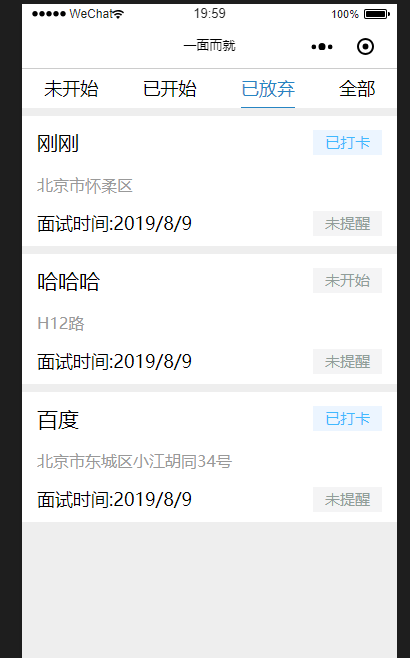 WeChat 19:59 100%
一面而就
未开始 已开始 已放弃 全部
刚刚 已打卡
北京市怀柔区
面试时间:2019/8/9 未提醒
哈哈哈 未开始
H12路
面试时间:2019/8/9 未提醒
百度 已打卡
北京市东城区小江胡同34号
面试时间:2019/8/9 未提醒